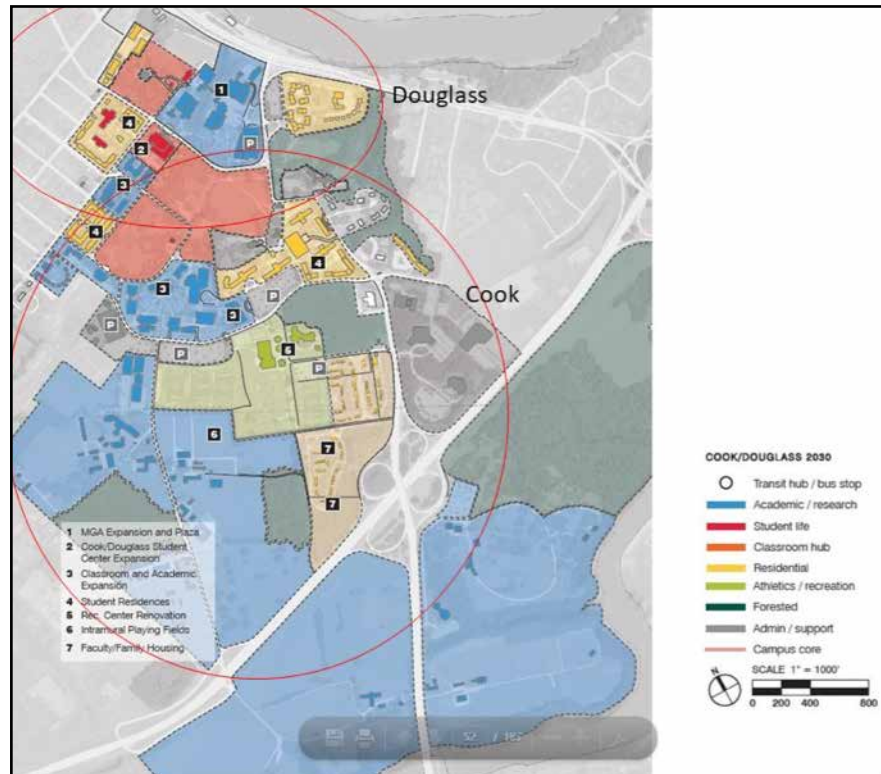 1
Douglass
4
2
P
3
4
4
Cook
3
3
P
P
P
5
P
6
7
7
1 MGA Expansion and Plaza
2 Cook/Douglass Student
Center Expansion
3 Classroom and Academic
Expansion
4 Student Residences
5 Rec. Center Renovation
6 Intramural Playing Fields
7 Faculty/Family Housing
COOK/DOUGLASS 2030
Transit hub / bus stop
Academic / research
Student life
Classroom hub
Residential
Athletics / recreation
Forested
Admin / support
Campus core
N
SCALE 1" = 1000'
0 200 400 800
52 / 182